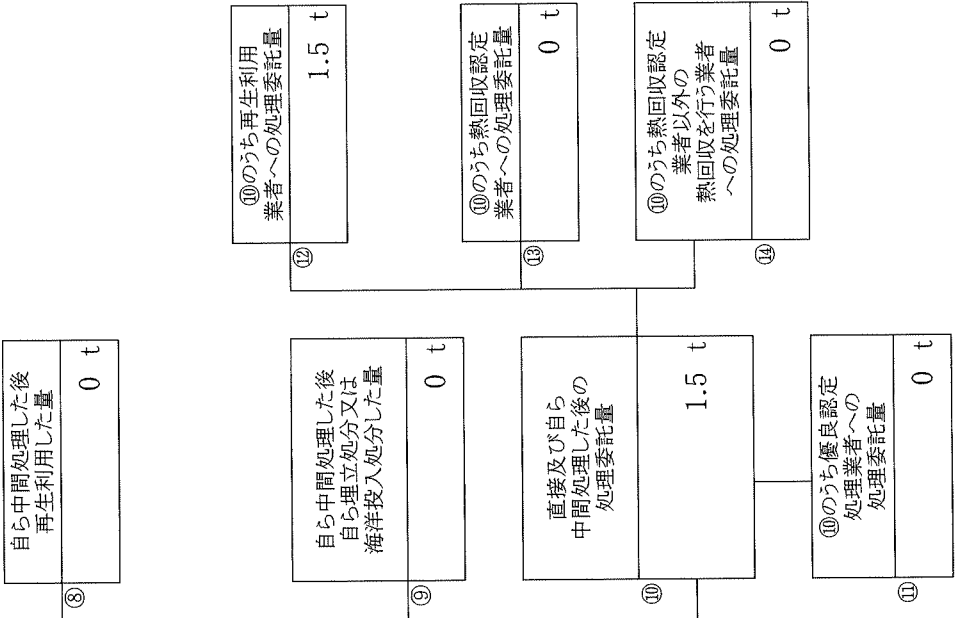 ⑧
自ら中間処理した後
再生利用した量
0 t
⑨
自ら中間処理した後
自ら埋立処分又は
海洋投入処分した量
0 t
⑩
直接及び自ら
中間処理した後の
処理委託量
1.5 t
⑪
⑩のうち優良認定
処理業者への
処理委託量
0 t
⑫
⑩のうち再生利用
業者への処理委託量
1.5 t
⑬
⑩のうち熱回収認定
業者への処理委託量
0 t
⑭
⑩のうち熱回収認定
業者以外の
熱回収を行う業者
への処理委託量
0 t